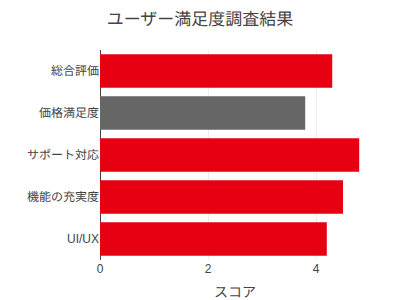 ユーザー満足度調査結果
総合評価
価格満足度
サポート対応
機能の充実度
UI/UX
0 2 4
スコア